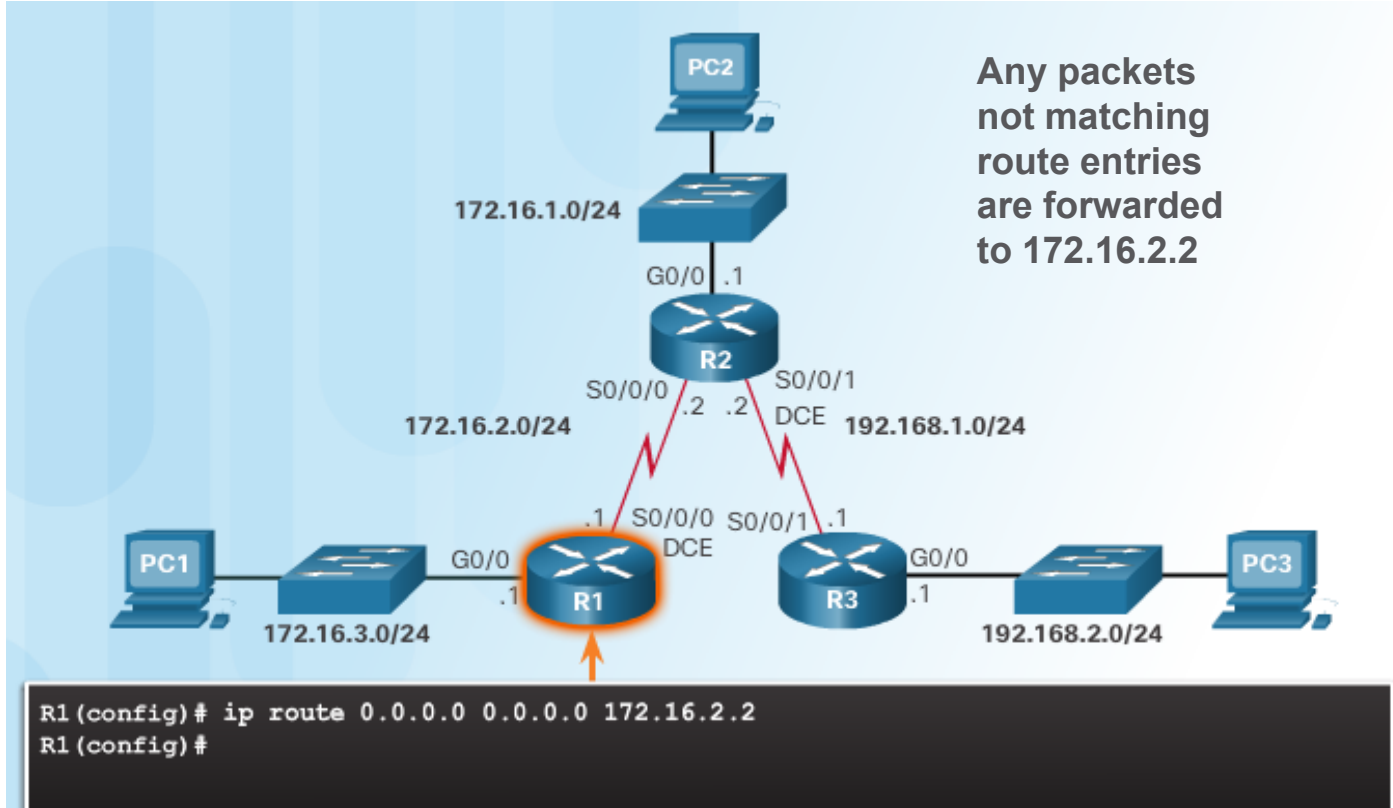 PC2
Any packets
not matching
route entries
are forwarded
to 172.16.2.2
172.16.1.0/24
G0/0 .1
R2
S0/0/0 .2 .2 S0/0/1
DCE
172.16.2.0/24
192.168.1.0/24
.1 S0/0/0
DCE
S0/0/1 .1
PC1
G0/0
.1
R1
172.16.3.0/24
R3
G0/0
.1
PC3
192.168.2.0/24
R1(config)# ip route 0.0.0.0 0.0.0.0 172.16.2.2
R1(config)#